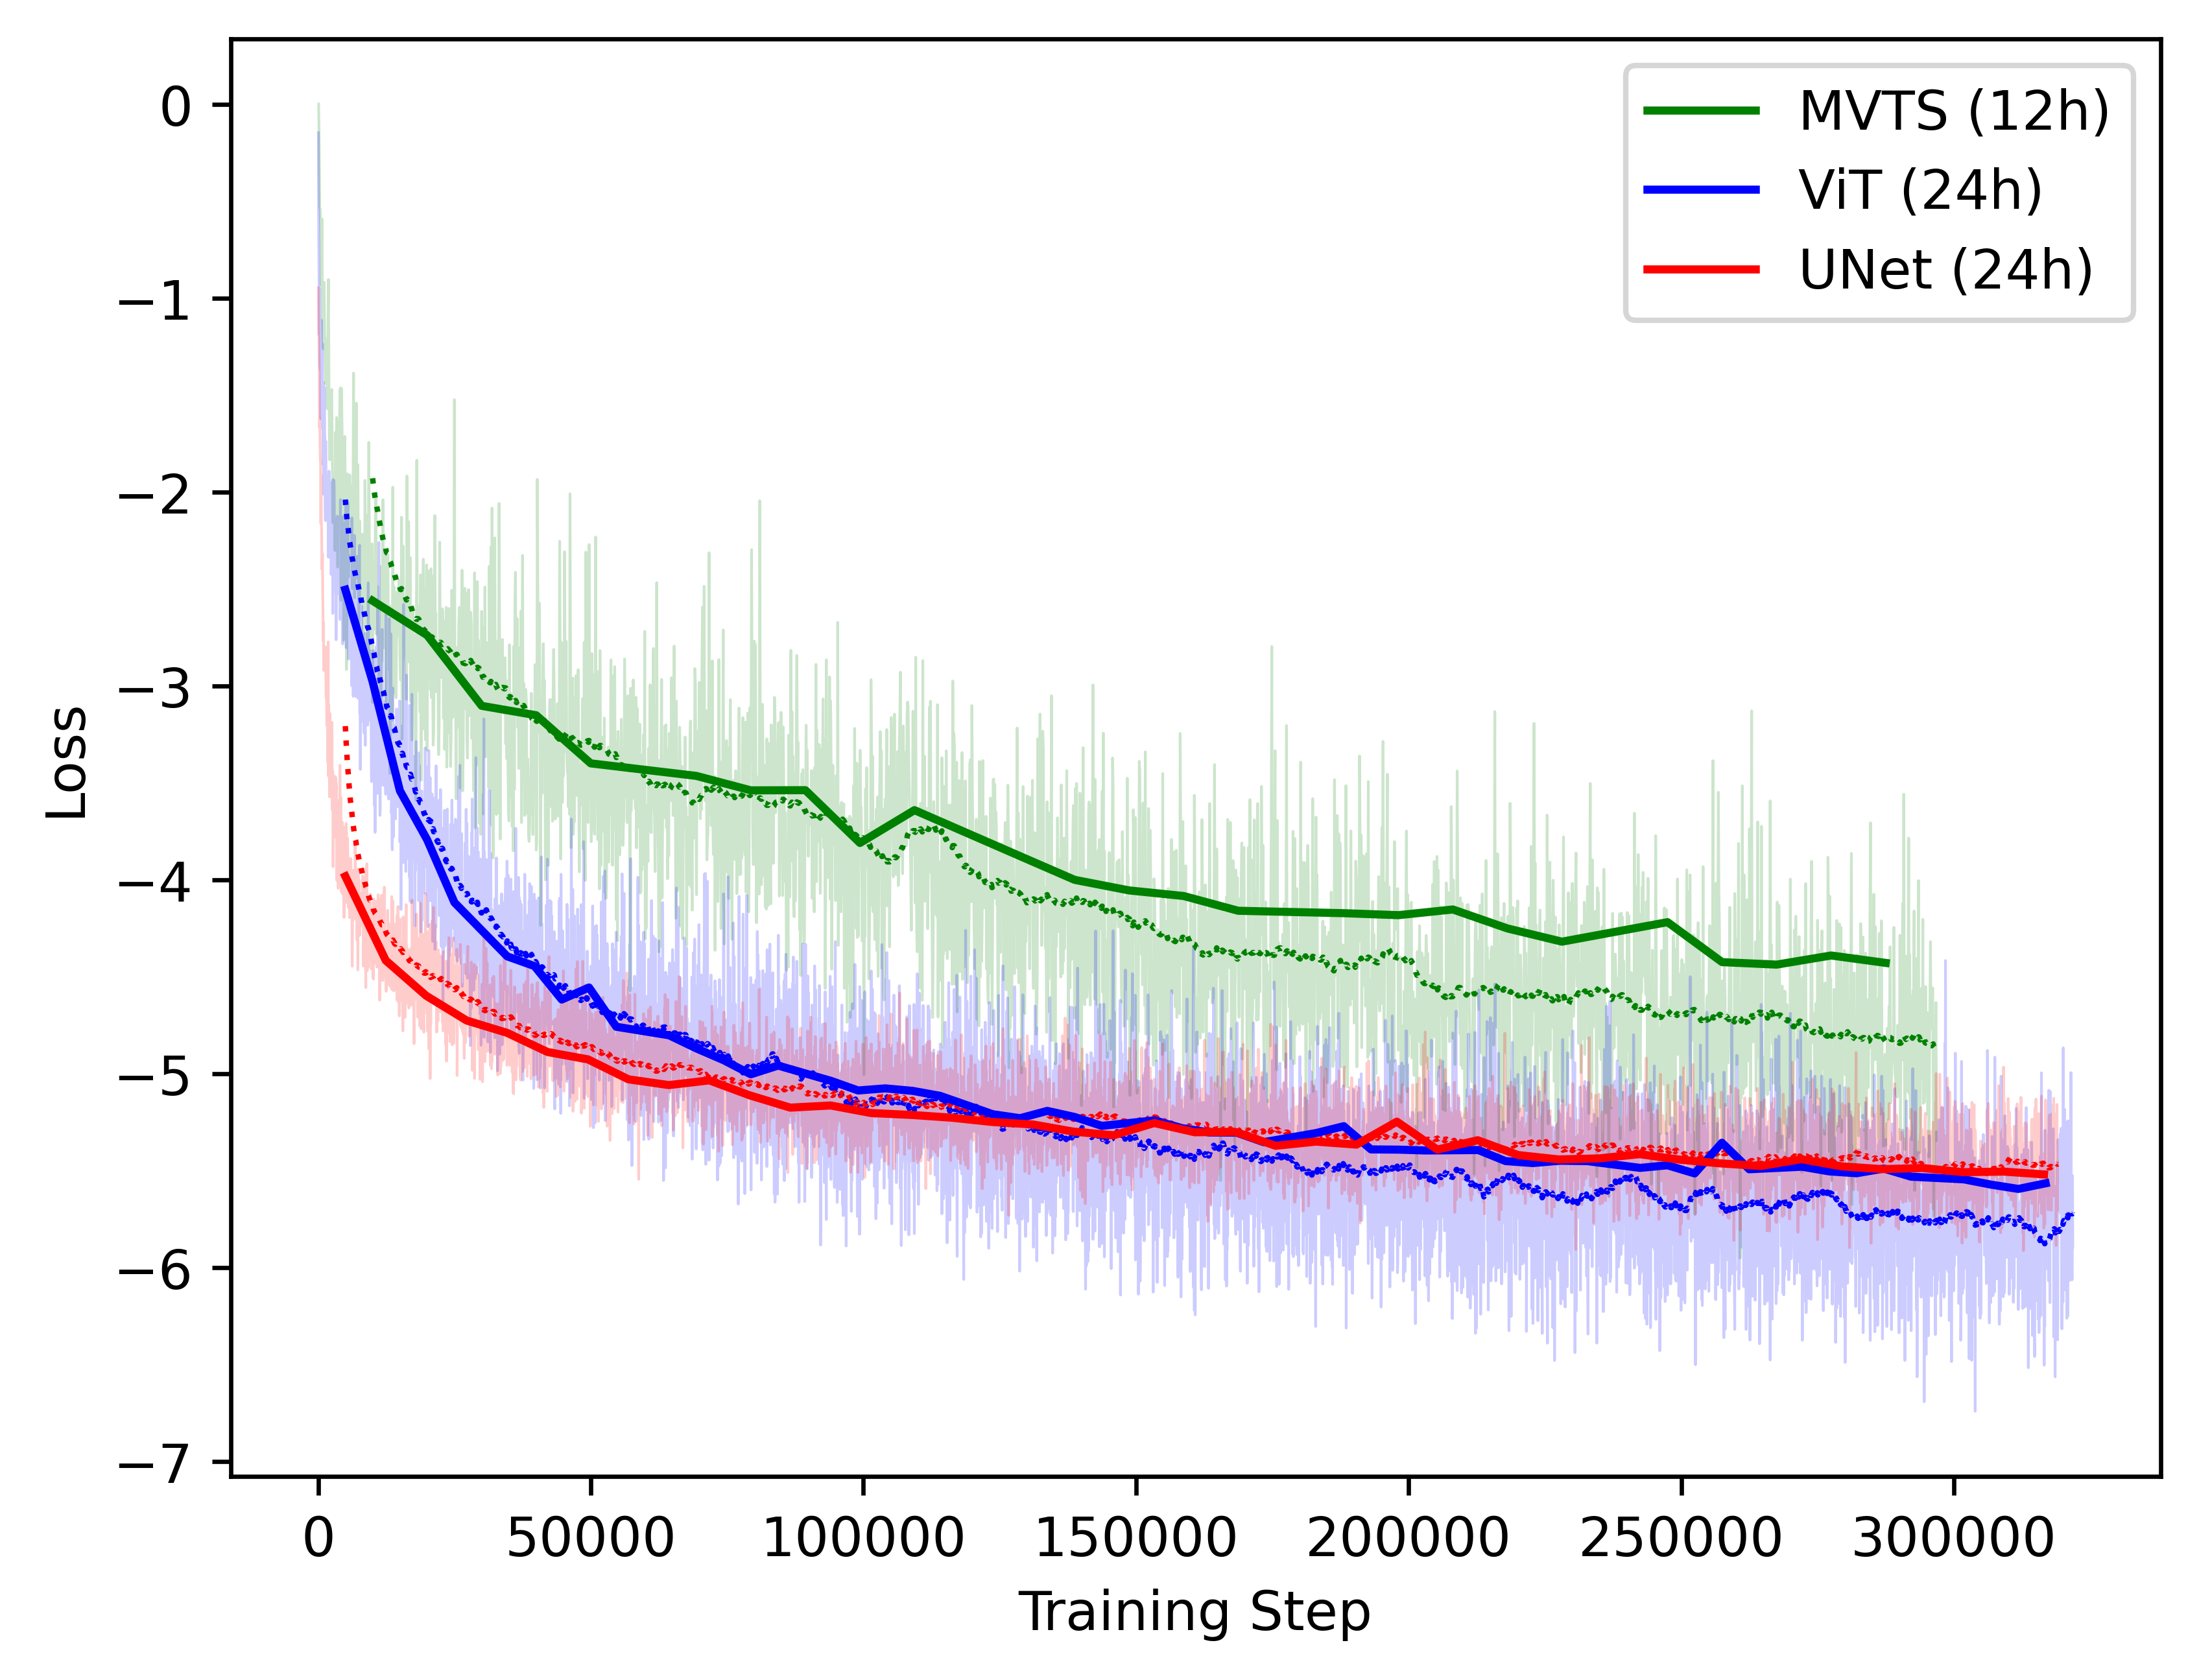 MVTS (12h)
ViT (24h)
UNet (24h)
0
−1
−2
−3
−4
−5
−6
−7
Loss
0 50000 100000 150000 200000 250000 300000
Training Step